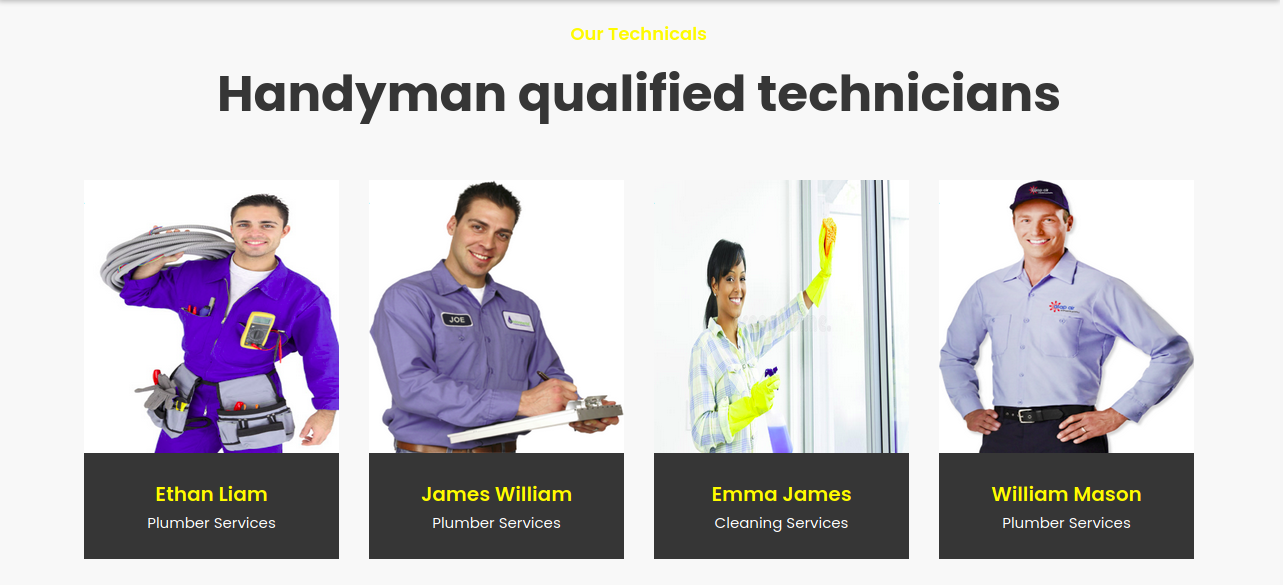 Our Technicals
Handyman qualified technicians
JOE
Ethan Liam
Plumber Services
James William
Plumber Services
Emma James
Cleaning Services
William Mason
Plumber Services